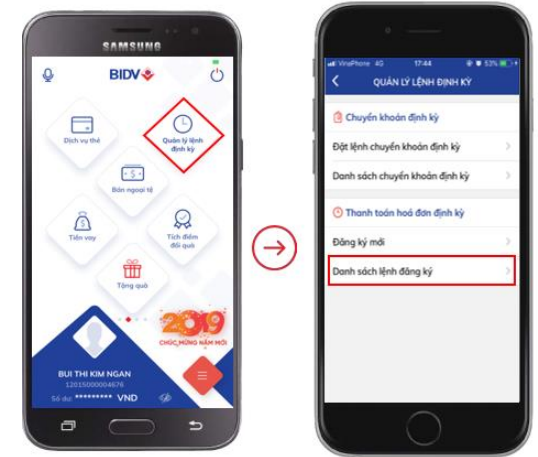 SAMSUNG
BIDV
Dịch vụ thẻ
Quản lý lệnh
định kỳ
$
Bán ngoại tệ
$
Tiền vay
Tích điểm
đổi quà
Tặng quà
2019
CHÚC MỪNG NĂM MỚI
BUI THI KIM NGAN
12015000004676
Số dư: ********* VND
VinaPhone 4G 17:44 53%
QUẢN LÝ LỆNH ĐỊNH KỲ
Chuyển khoản định kỳ
Đặt lệnh chuyển khoản định kỳ
Danh sách chuyển khoản định kỳ
Thanh toán hoá đơn định kỳ
Đăng ký mới
Danh sách lệnh đăng ký